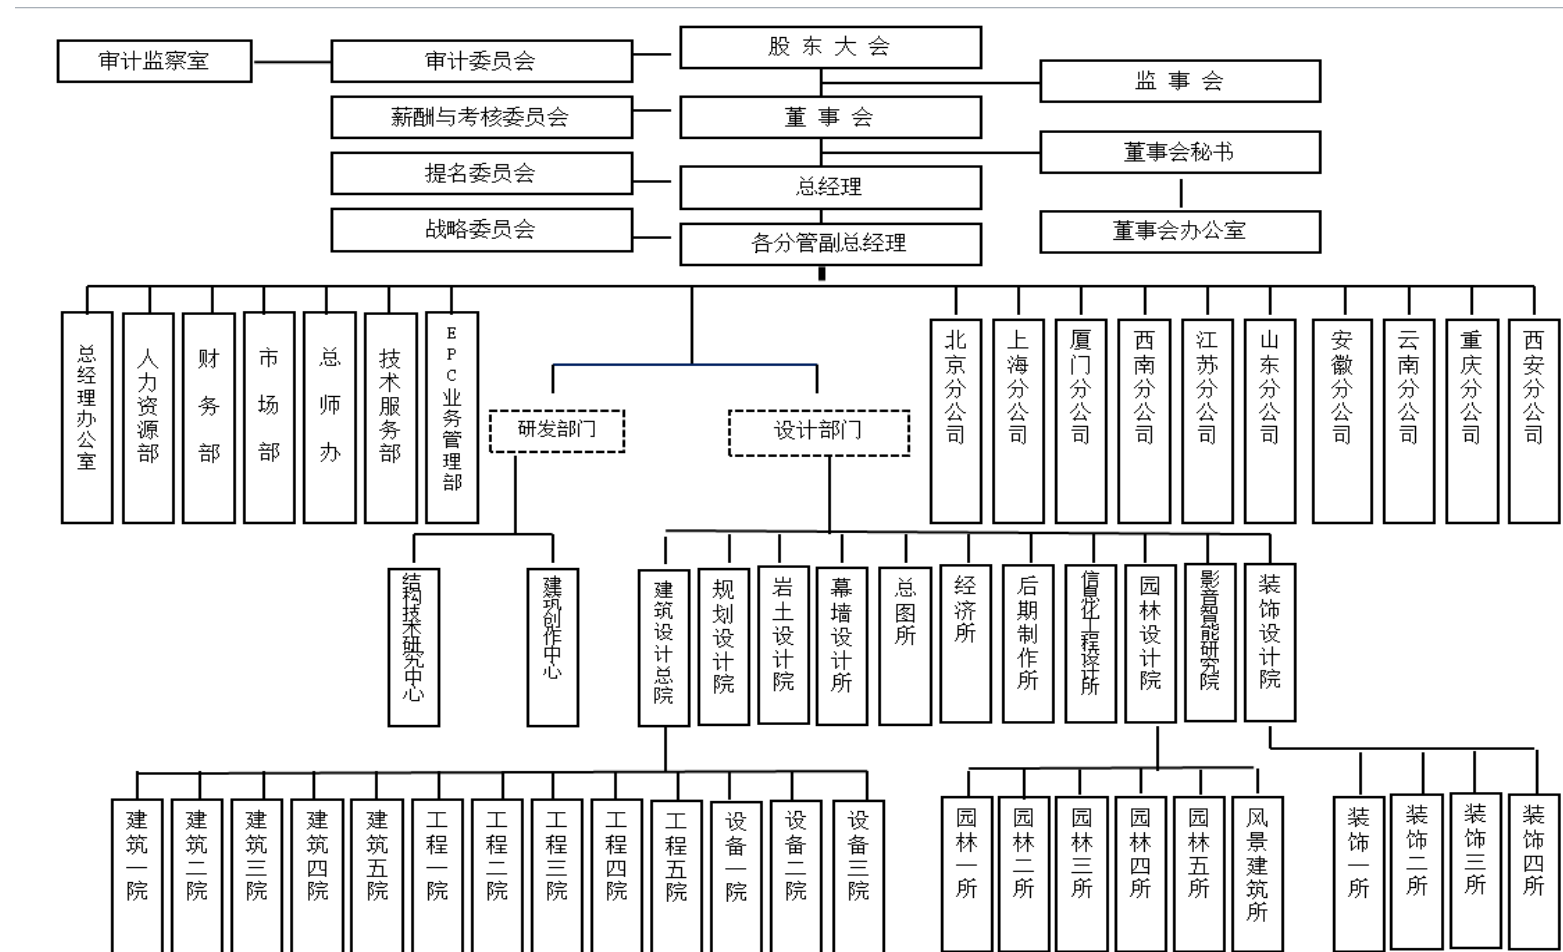 股 东 大 会
审计监察室
审计委员会
监 事 会
薪酬与考核委员会
董 事 会
董事会秘书
提名委员会
总经理
战略委员会
各分管副总经理
董事会办公室
总经理办公室
人力资源部
财务部
市场部
总师办
技术服务部
EPC业务管理部
研发部门
设计部门
北京分公司
上海分公司
厦门分公司
西南分公司
江苏分公司
山东分公司
安徽分公司
云南分公司
重庆分公司
西安分公司
结构技术研究中心
建筑创作中心
建筑设计总院
规划设计院
岩土设计院
幕墙设计所
总图所
经济所
后期制作所
信息化工程设计所
园林设计院
影音智能研究院
装饰设计院
建筑一院
建筑二院
建筑三院
建筑四院
建筑五院
工程一院
工程二院
工程三院
工程四院
工程五院
设备一院
设备二院
设备三院
园林一所
园林二所
园林三所
园林四所
园林五所
风景建筑所
装饰一所
装饰二所
装饰三所
装饰四所